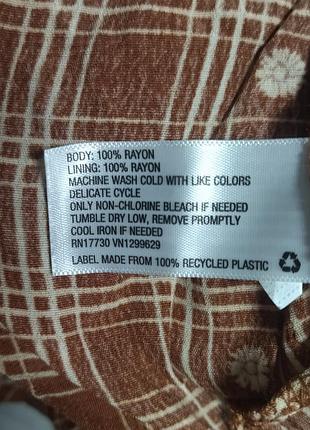 BODY: 100% RAYON
LINING: 100% RAYON
MACHINE WASH COLD WITH LIKE COLORS
DELICATE CYCLE
ONLY NON-CHLORINE BLEACH IF NEEDED
TUMBLE DRY LOW, REMOVE PROMPTLY
COOL IRON IF NEEDED
RN17730 VN1299629
LABEL MADE FROM 100% RECYCLED PLASTIC